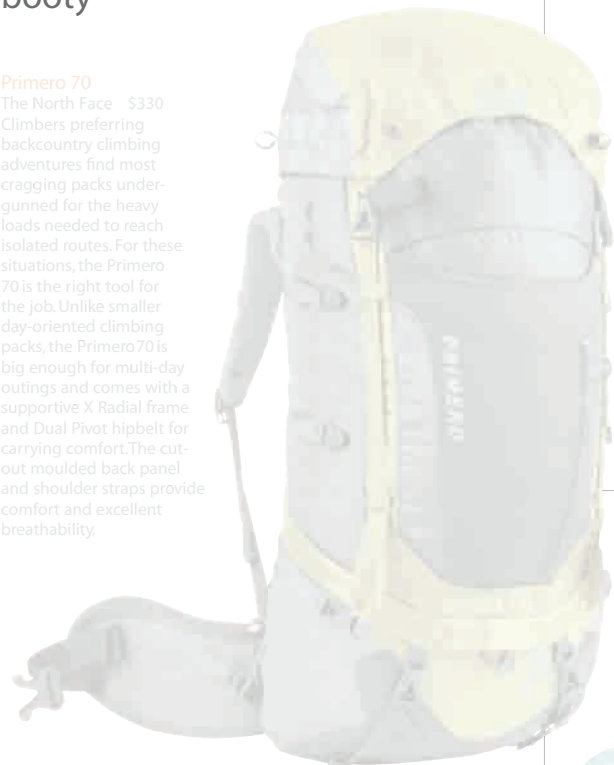 booty
Primero 70
The North Face $330
Climbers preferring
backcountry climbing
adventures find most
cragging packs under-
gunned for the heavy
loads needed to reach
isolated routes. For these
situations, the Primero
70 is the right tool for
the job. Unlike smaller
day-oriented climbing
packs, the Primero 70 is
big enough for multi-day
outings and comes with a
supportive X Radial frame
and Dual Pivot hipbelt for
carrying comfort. The cut-
out moulded back panel
and shoulder straps provide
comfort and excellent
breathability.